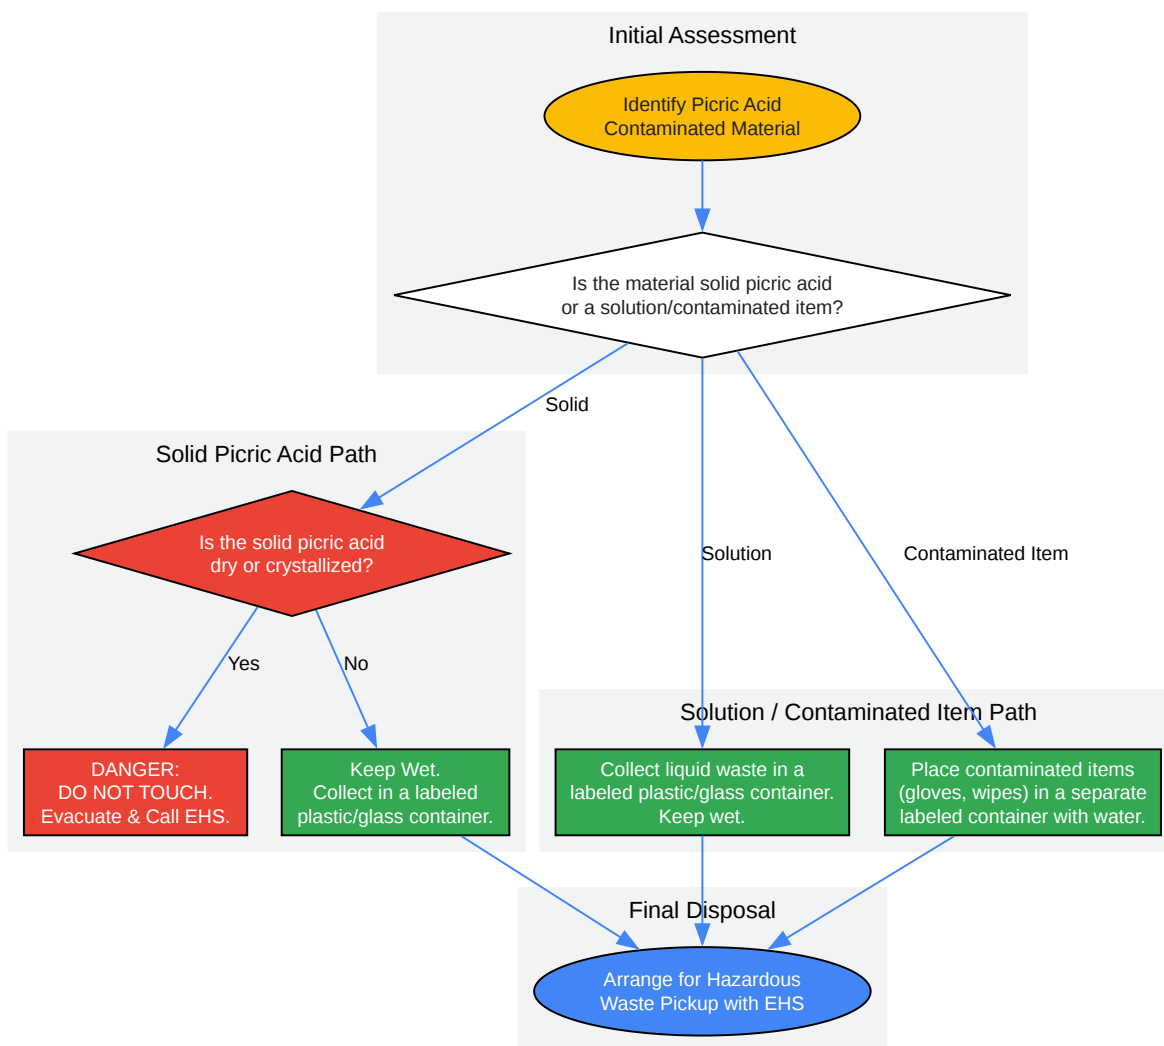 Initial Assessment
Identify Picric Acid
Contaminated Material
Is the material solid picric acid
or a solution/contaminated item?
Solid
Solid Picric Acid Path
Is the solid picric acid
dry or crystallized?
Solution
Contaminated Item
Yes
No
Solution / Contaminated Item Path
DANGER:
DO NOT TOUCH.
Evacuate & Call EHS.
Keep Wet.
Collect in a labeled
plastic/glass container.
Collect liquid waste in a
labeled plastic/glass container.
Keep wet.
Place contaminated items
(gloves, wipes) in a separate
labeled container with water.
Final Disposal
Arrange for Hazardous
Waste Pickup with EHS